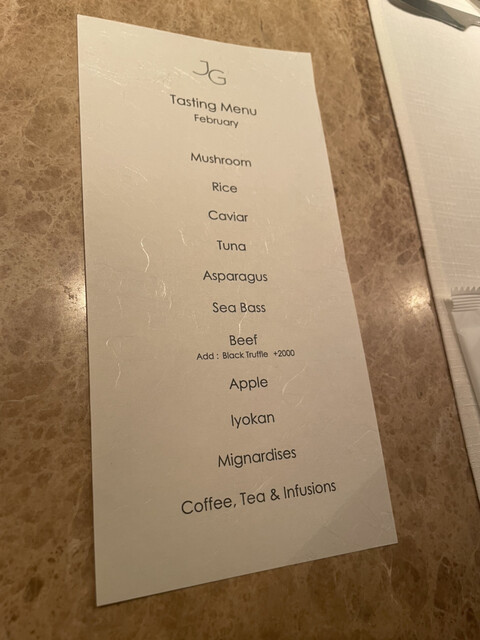 JG
Tasting Menu
February
Mushroom
Rice
Caviar
Tuna
Asparagus
Sea Bass
Beef
Add : Black Truffle +2000
Apple
Iyokan
Mignardises
Coffee, Tea & Infusions